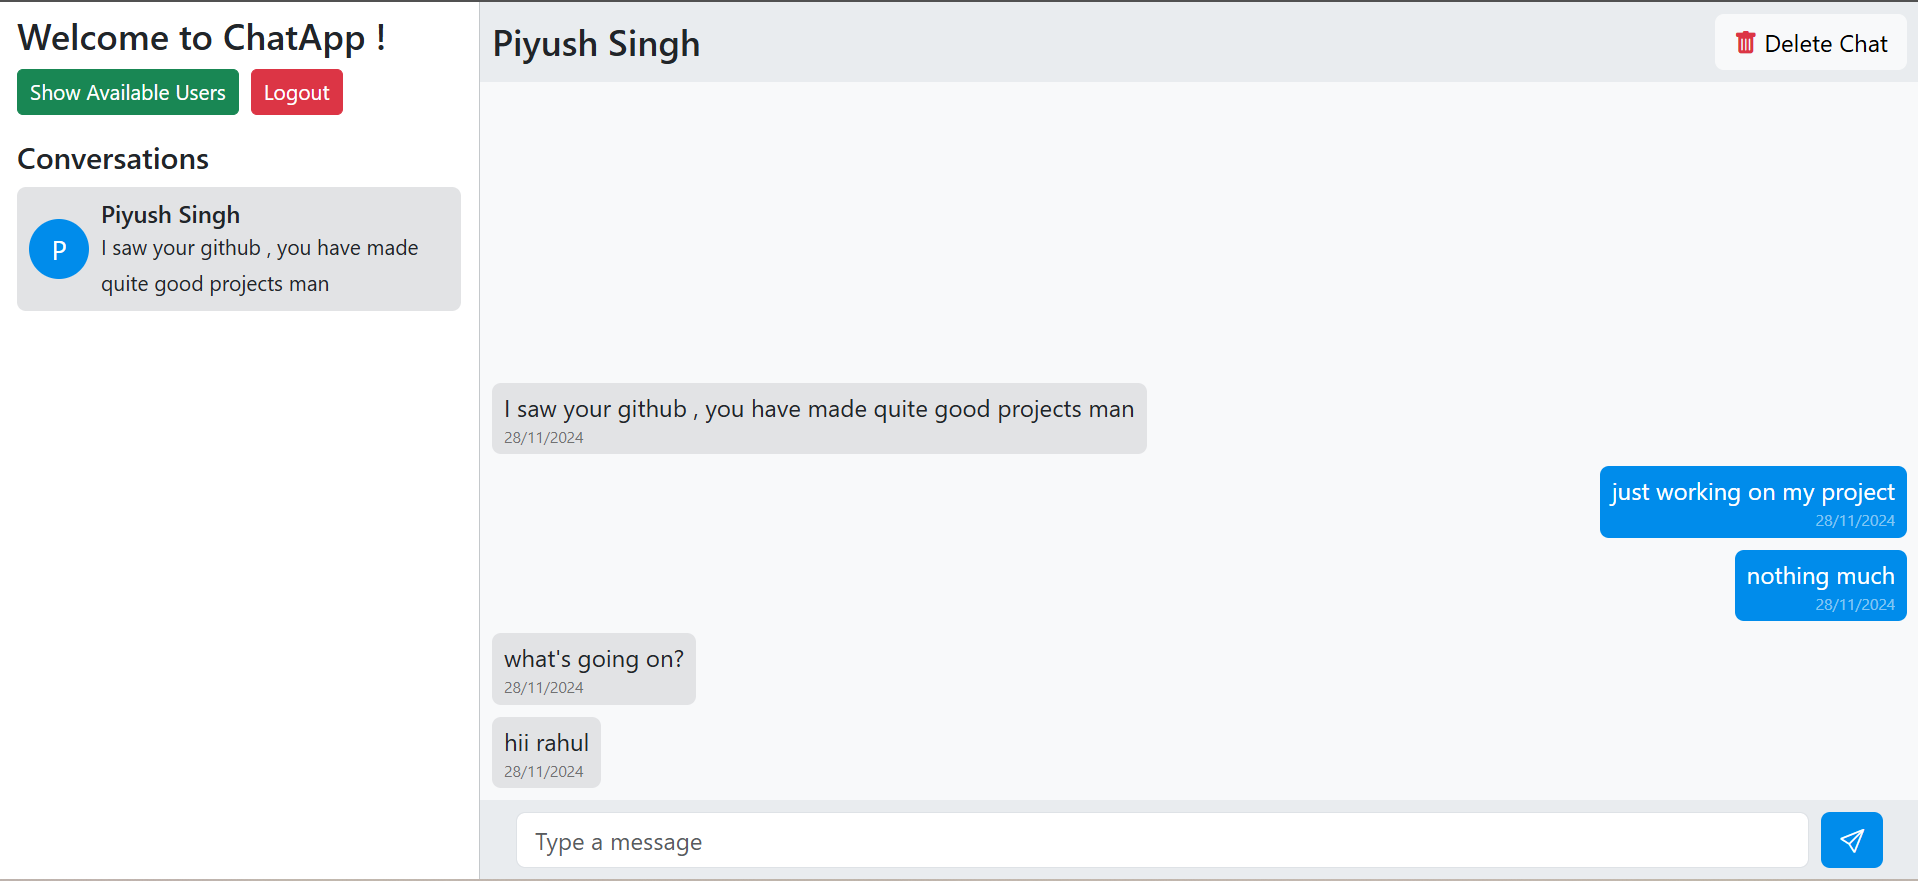 Welcome to ChatApp !
Show Available Users
Logout
Conversations
P
Piyush Singh
I saw your github , you have made
quite good projects man
Piyush Singh
Delete Chat
I saw your github , you have made quite good projects man
28/11/2024
just working on my project
28/11/2024
nothing much
28/11/2024
what's going on?
28/11/2024
hii rahul
28/11/2024
Type a message